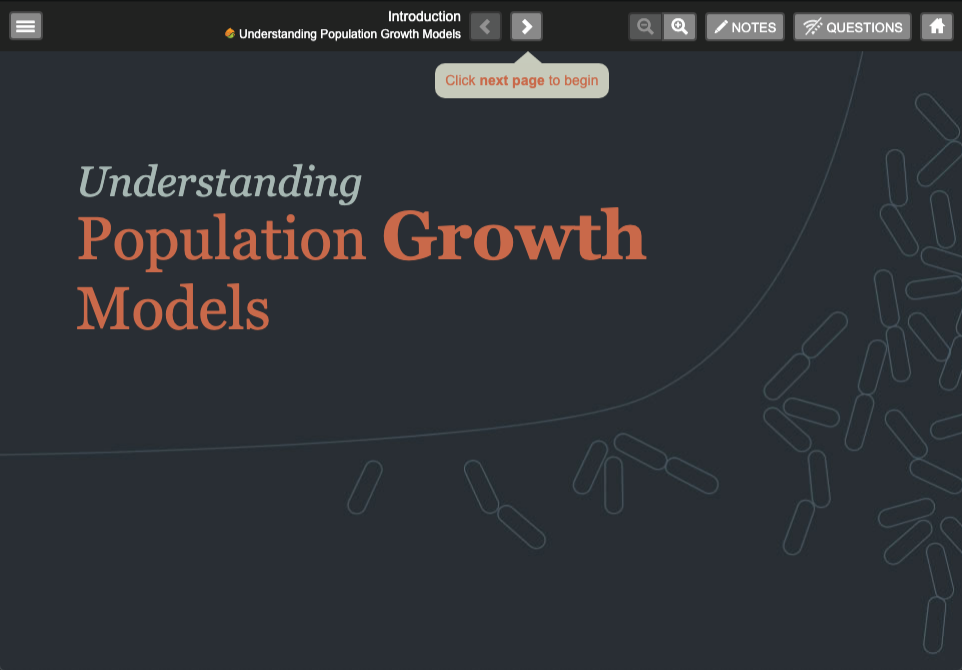 Introduction
Understanding Population Growth Models
NOTES
QUESTIONS
Click next page to begin
Understanding
Population Growth
Models